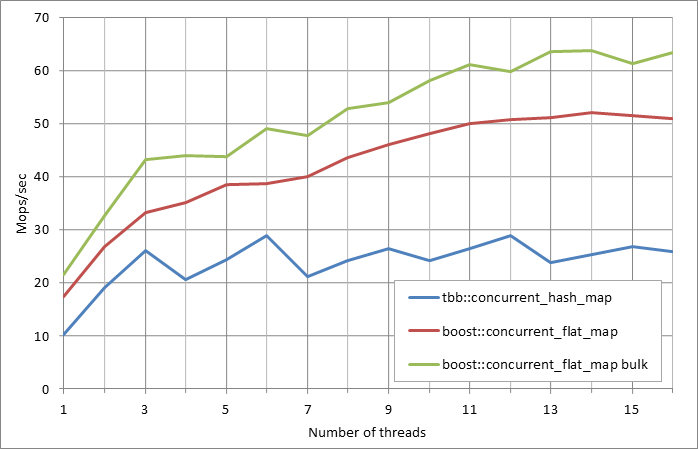 70
60
50
40
30
20
10
0
Mops/sec
1 3 5 7 9 11 13 15
Number of threads
tbb::concurrent_hash_map
boost::concurrent_flat_map
boost::concurrent_flat_map bulk